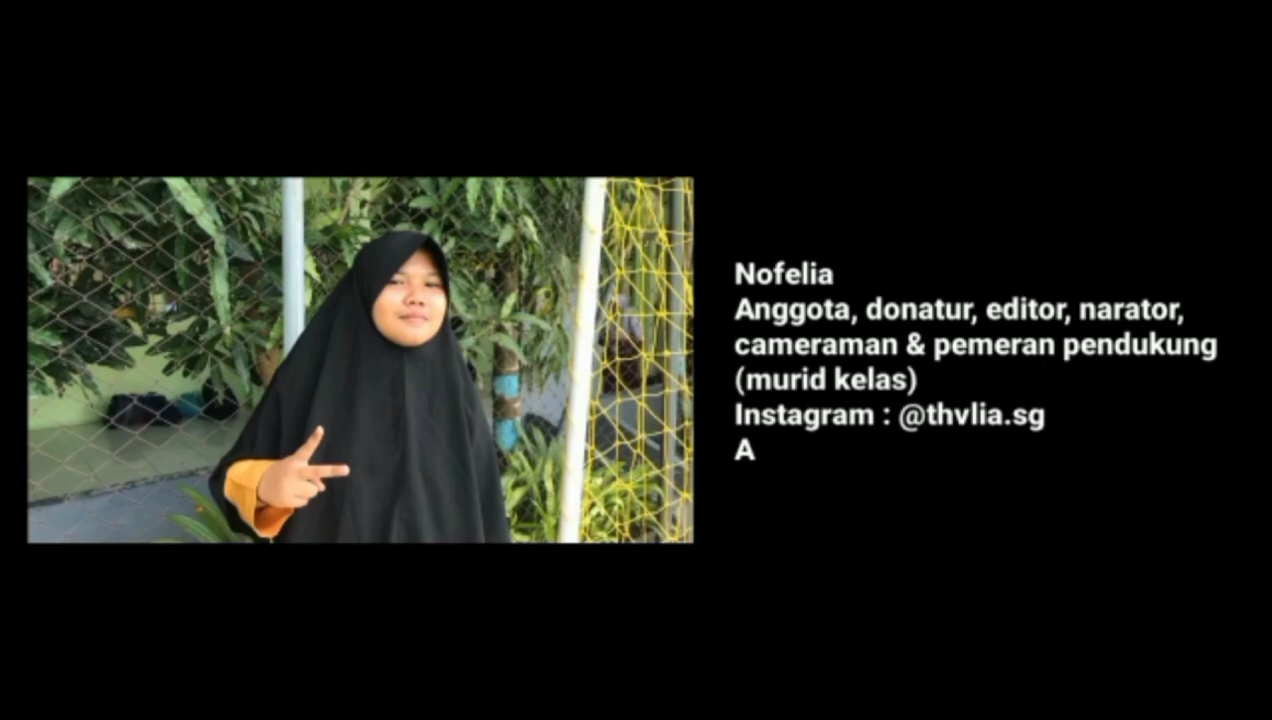 Nofelia
Anggota, donatur, editor, narator,
cameraman & pemeran pendukung
(murid kelas)
Instagram : @thvlia.sg
A